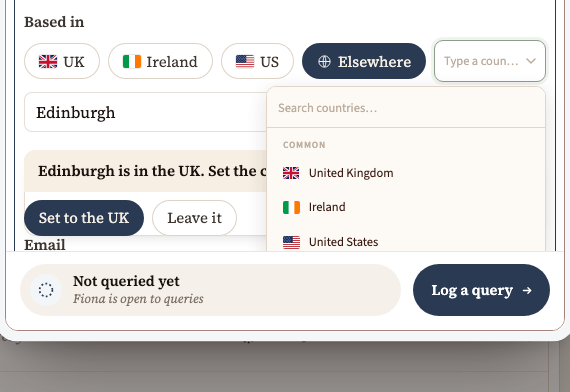 Based in
UK
Ireland
US
Elsewhere
Type a coun…
Edinburgh
Search countries…
COMMON
Edinburgh is in the UK. Set the
United Kingdom
Set to the UK
Leave it
Ireland
Email
United States
Not queried yet
Fiona is open to queries
Log a query →